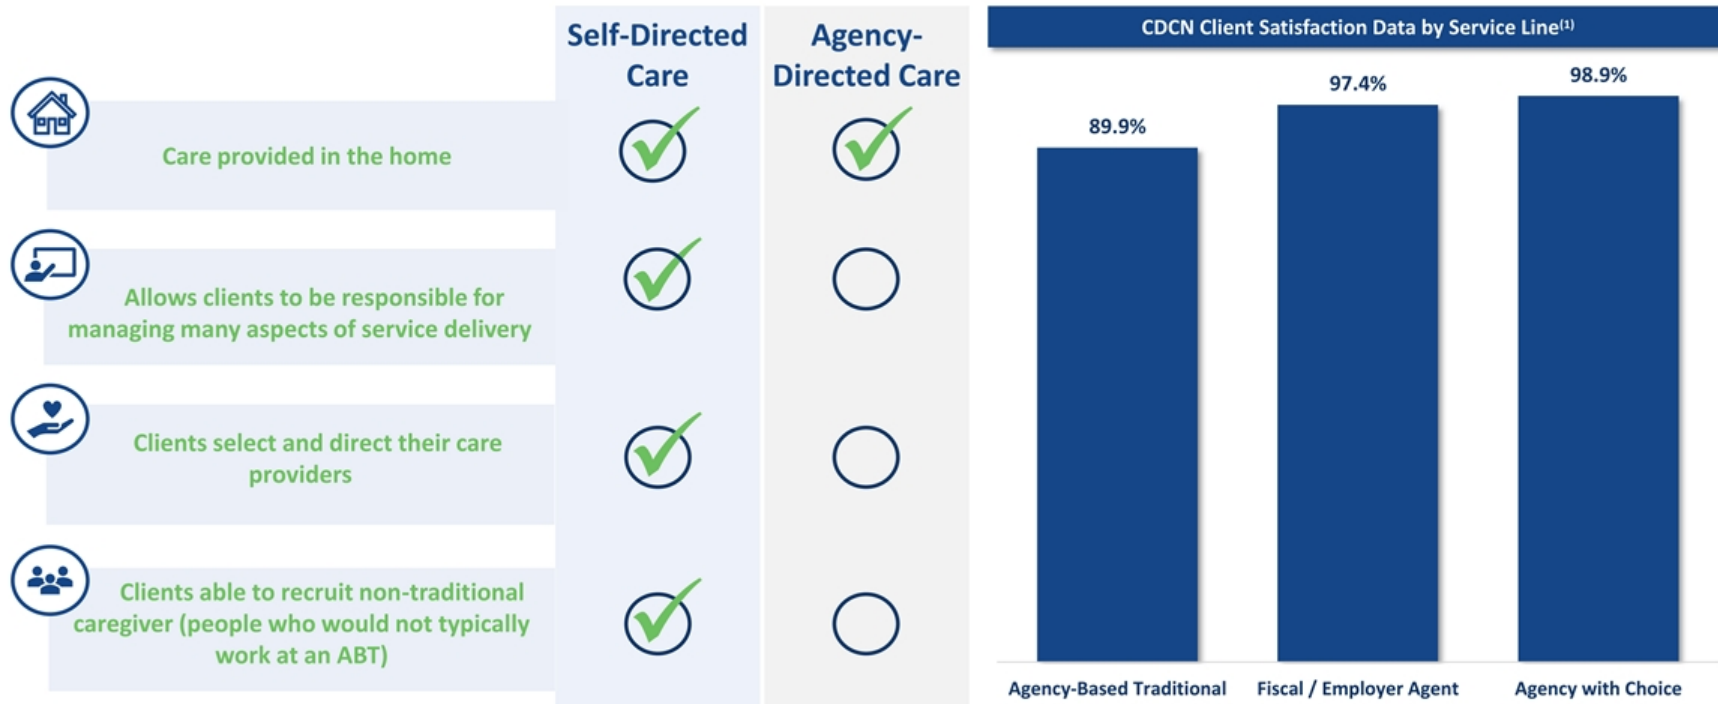 Self-Directed
Care
Agency-
Directed Care
Care provided in the home
Allows clients to be responsible for
managing many aspects of service delivery
Clients select and direct their care
providers
Clients able to recruit non-traditional
caregiver (people who would not typically
work at an ABT)
CDCN Client Satisfaction Data by Service Line(1)
89.9%
97.4%
98.9%
Agency-Based Traditional
Fiscal / Employer Agent
Agency with Choice